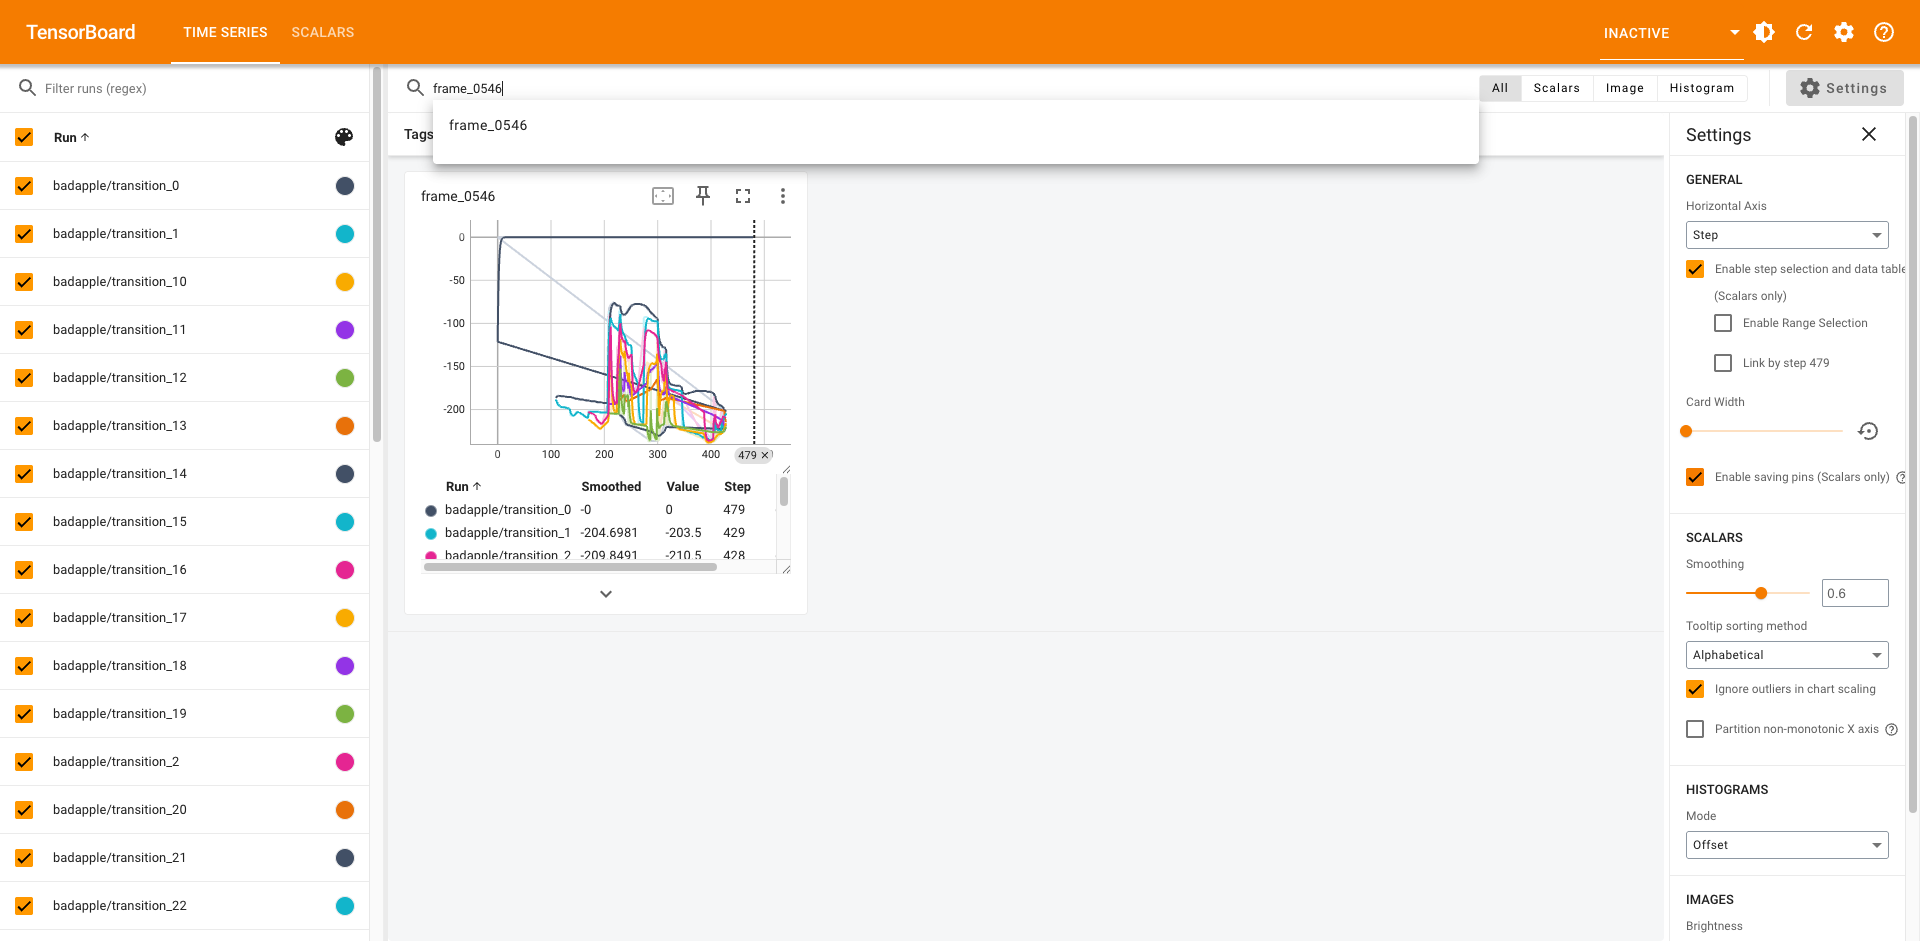 TensorBoard
TIME SERIES
SCALARS
INACTIVE
Filter runs (regex)
Run
badapple/transition_0
badapple/transition_1
badapple/transition_10
badapple/transition_11
badapple/transition_12
badapple/transition_13
badapple/transition_14
badapple/transition_15
badapple/transition_16
badapple/transition_17
badapple/transition_18
badapple/transition_19
badapple/transition_2
badapple/transition_20
badapple/transition_21
badapple/transition_22
frame_0546
frame_0546
All Scalars Image Histogram
Settings
Tags
frame_0546
0
-50
-100
-150
-200
0 100 200 300 400 479
Run Smoothed Value Step
badapple/transition_0 -0 0 479
badapple/transition_1 -204.6981 -203.5 429
badapple/transition_2 -209.8491 -210.5 428
Settings
GENERAL
Horizontal Axis
Step
Enable step selection and data table
(Scalars only)
Enable Range Selection
Link by step 479
Card Width
Enable saving pins (Scalars only)
SCALARS
Smoothing
0.6
Tooltip sorting method
Alphabetical
Ignore outliers in chart scaling
Partition non-monotonic X axis
HISTOGRAMS
Mode
Offset
IMAGES
Brightness